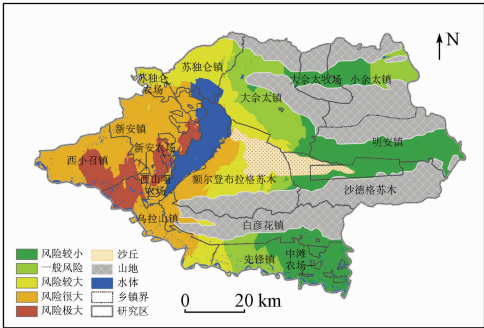 N
苏独仑镇
苏独仑
农场
大佘太牧场
小佘太镇
大佘太镇
新安镇
新安农场
明安镇
西小召镇
西山咀
农场
额尔登布拉格苏木
沙德格苏木
乌拉山镇
白彦花镇
先锋镇
中滩
农场
风险较小 沙丘
一般风险 山地
风险较大 水体
风险很大 乡镇界
风险极大 研究区
0 20 km